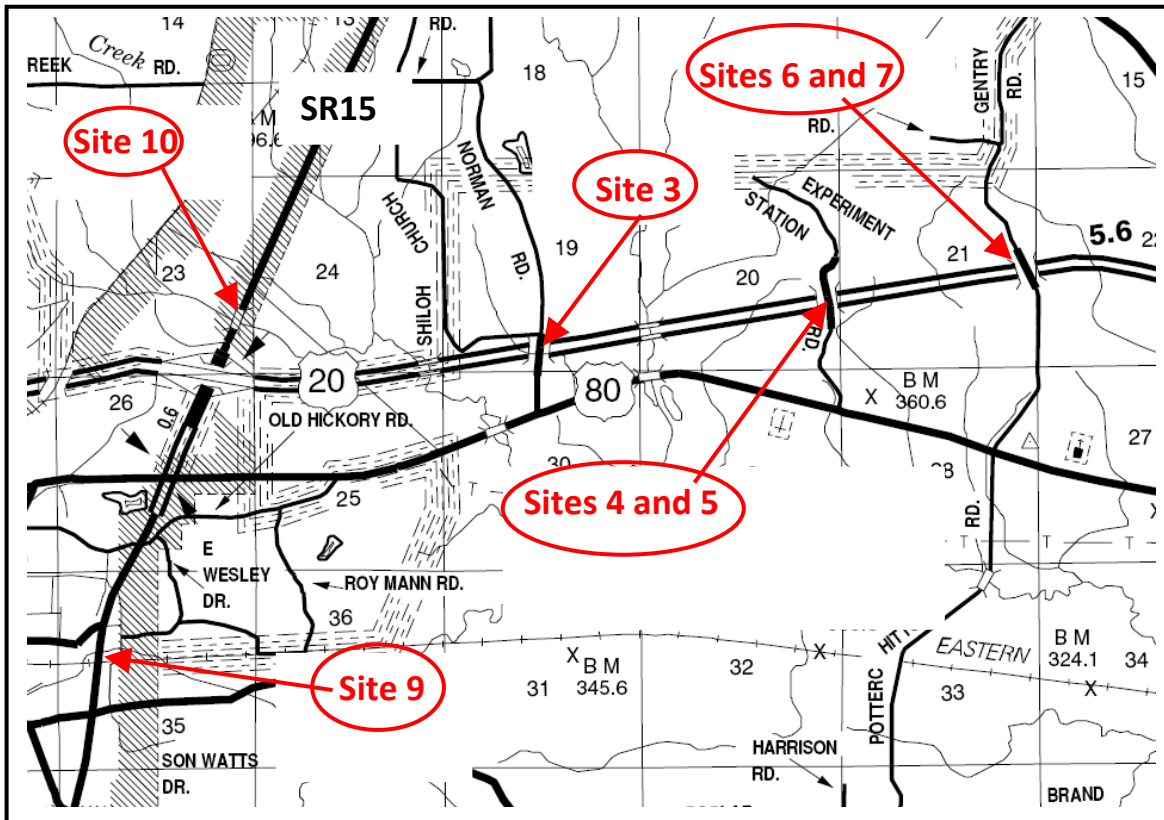 14
13
Creek
REEK
RD.
RD.
18
SR15
Sites 6 and 7
GENTRY
RD.
15
RD.
B M
96.6
Site 10
NORMAN
RD.
Site 3
CHURCH
SHILOH
EXPERIMENT
STATION
RD.
23
24
19
20
21
5.6
22
20
80
26
0.6
OLD HICKORY RD.
B M
X
360.6
30
27
25
Sites 4 and 5
28
T
RD.
T
T
T
X
E
WESLEY
DR.
ROY MANN RD.
36
X
B M
345.6
32
X
HIT
EASTERN
B M
324.1
34
Site 9
31
33
X
POTTERC
35
SON WATTS
DR.
HARRISON
RD.
BRAND